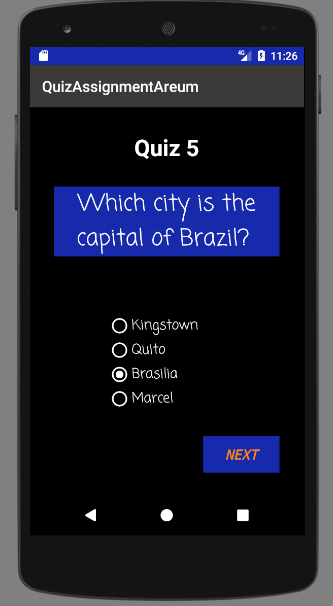 4G 11:26
QuizAssignmentAreum
Quiz 5
Which city is the
capital of Brazil?
Kingstown
Quito
Brasilia
Marcel
NEXT